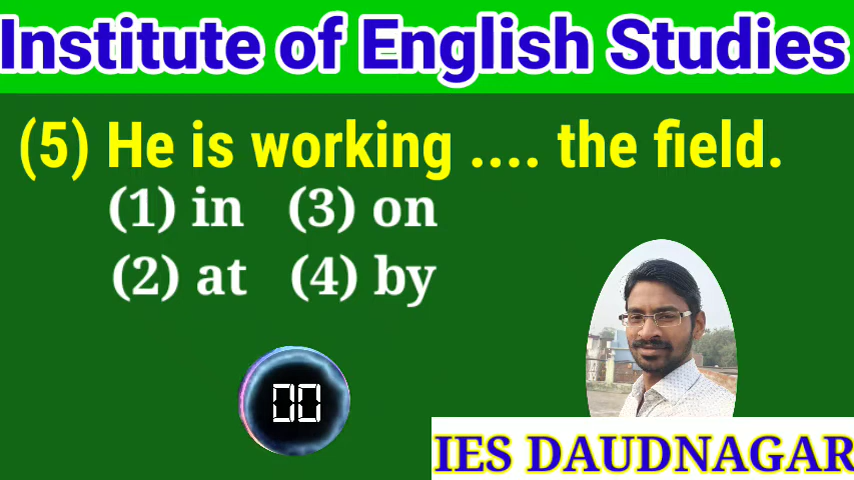 Institute of English Studies
(5) He is working .... the field.
(1) in (3) on
(2) at (4) by
00
IES DAUDNAGAR